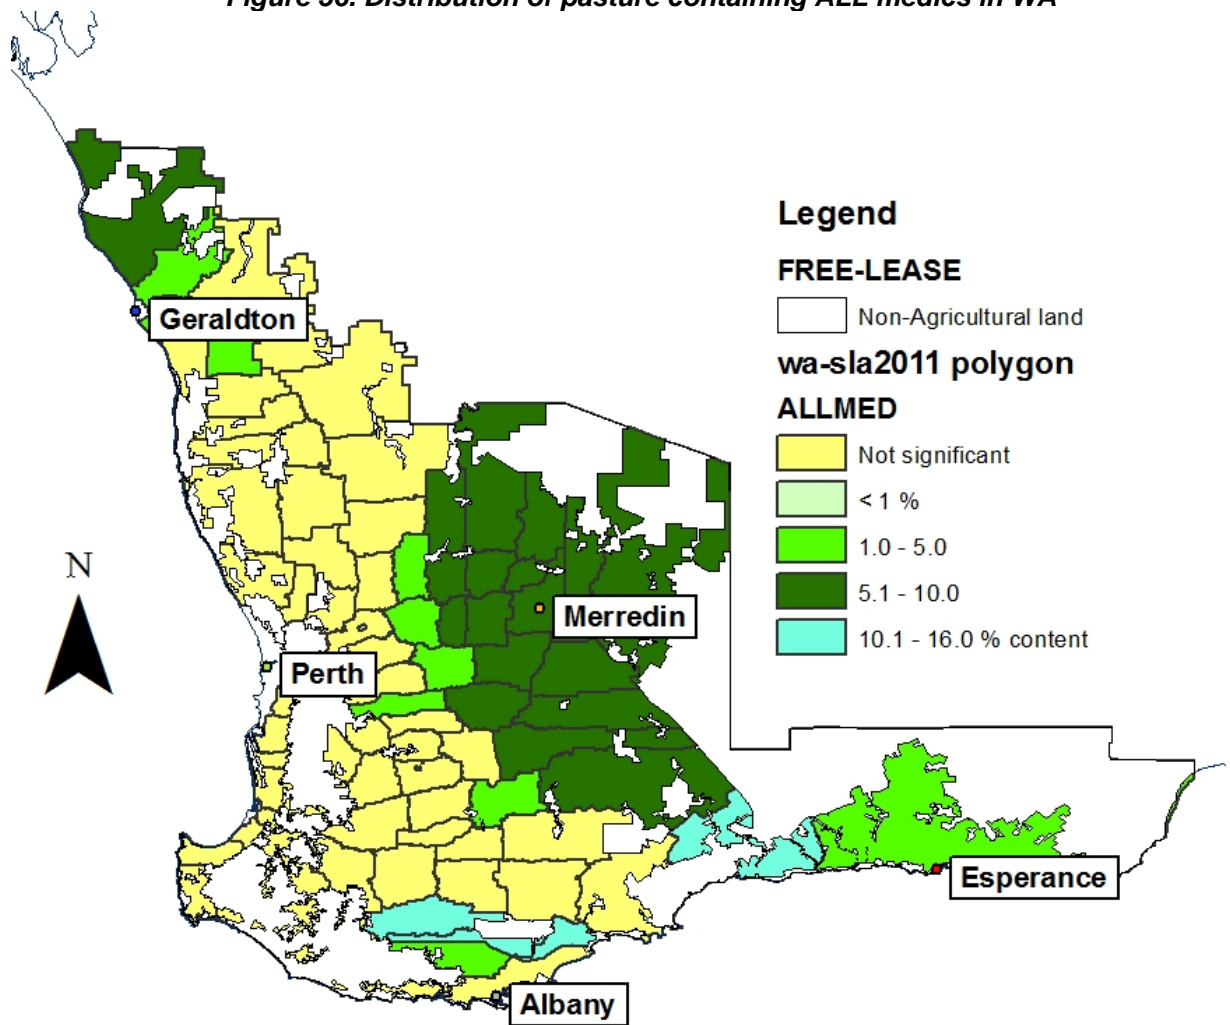 Distribution of pasture containing ALL medics in WA
Legend
FREE-LEASE
Non-Agricultural land
wa-sla2011 polygon
ALLMED
Not significant
< 1 %
1.0 - 5.0
5.1 - 10.0
10.1 - 16.0 % content
Geraldton
N
Merredin
Perth
Esperance
Albany